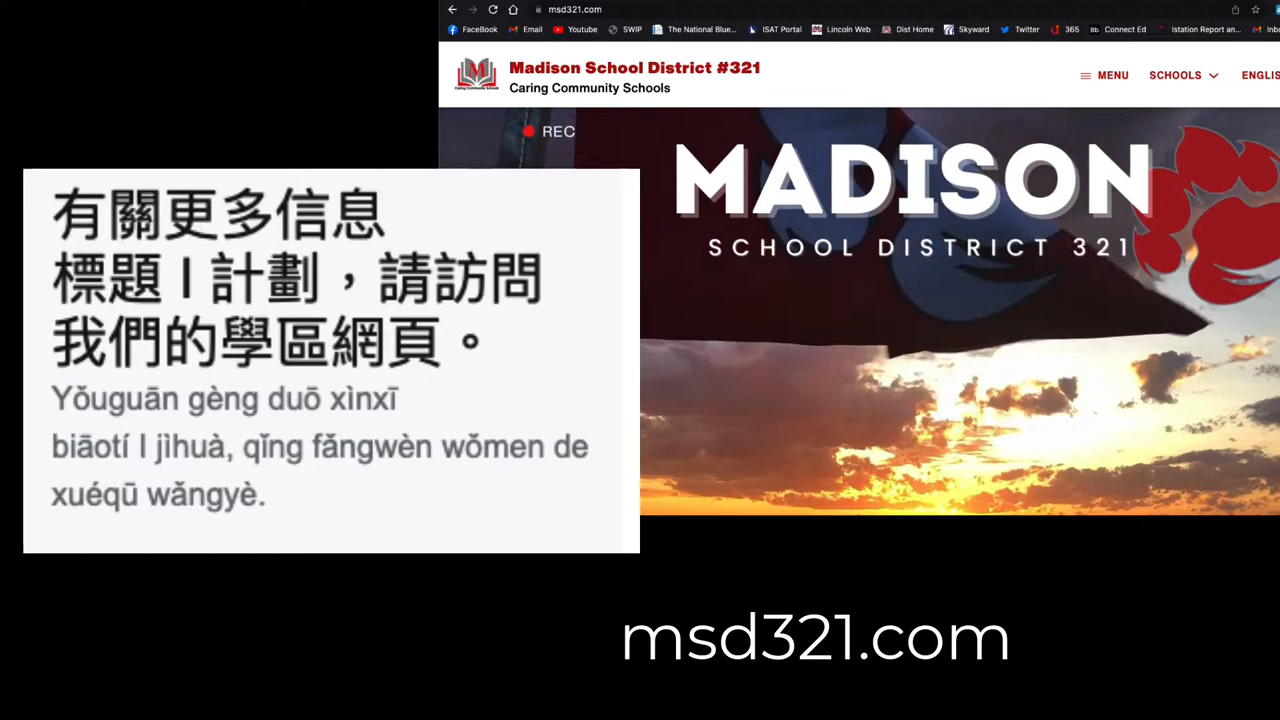 msd321.com
FaceBook Email Youtube SWIP The National Blue... ISAT Portal Lincoln Web Dist Home Skyward Twitter 365 Bb Connect Ed Istation Report an... Inbo
Madison School District #321
Caring Community Schools
MENU SCHOOLS ENGLIS
REC
MADISON
SCHOOL DISTRICT 321
有關更多信息
標題 I 計劃，請訪問
我們的學區網頁。
Yǒuguān gèng duō xìnxī
biāotí I jìhuà, qǐng fǎngwèn wǒmen de
xuéqū wǎngyè.
msd321.com